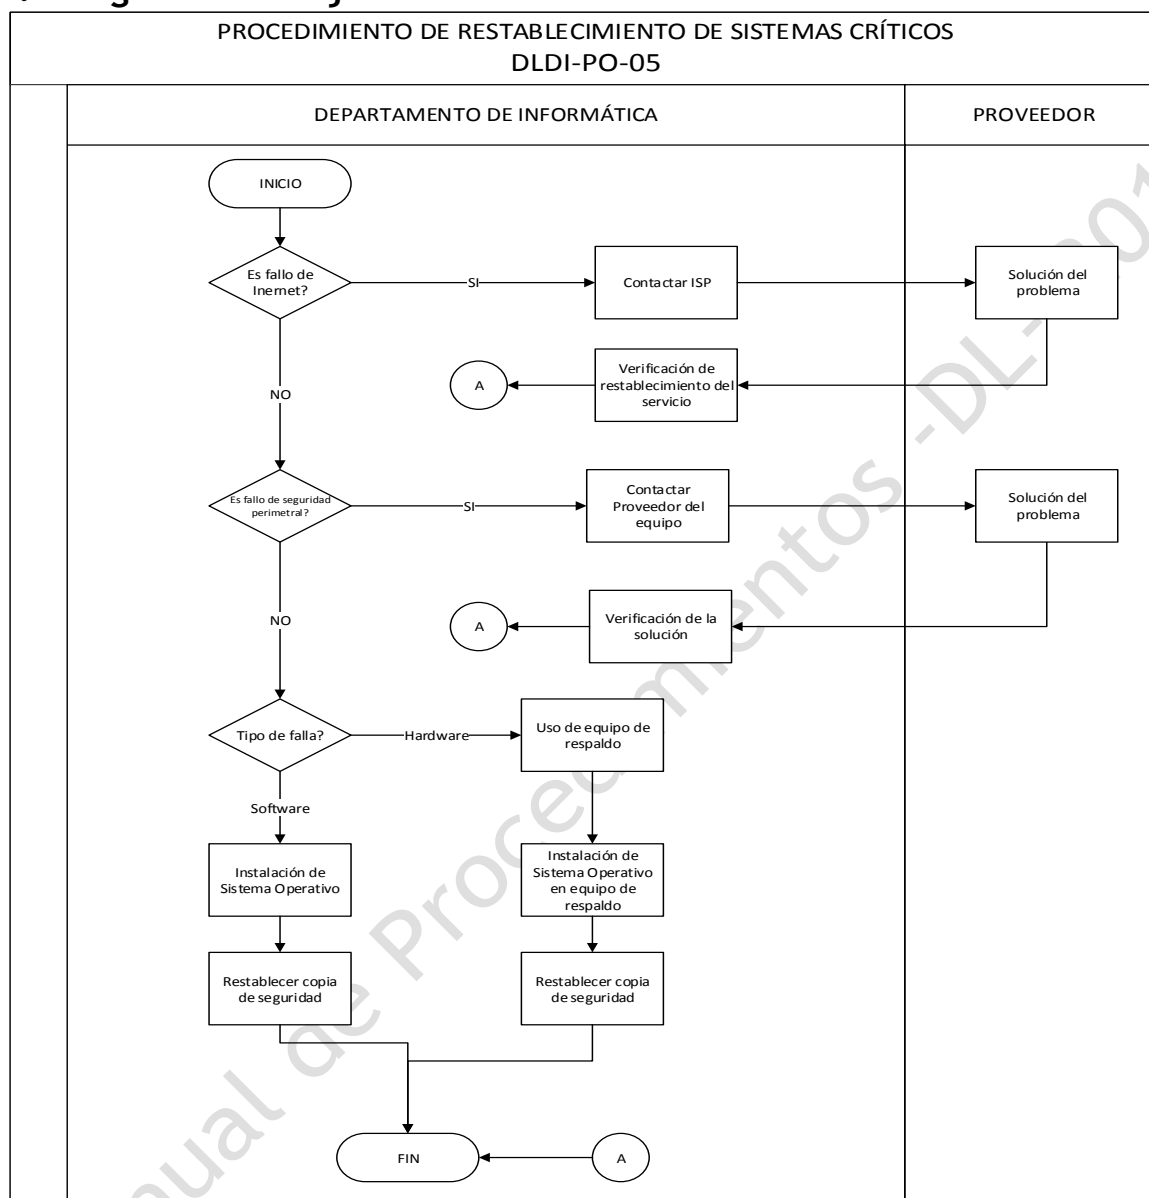 PROCEDIMIENTO DE RESTABLECIMIENTO DE SISTEMAS CRÍTICOS
DLDI-PO-05
DEPARTAMENTO DE INFORMÁTICA
PROVEEDOR
INICIO
Es fallo de
Inernet?
SI
Contactar ISP
Solución del
problema
NO
A
Verificación de
restablecimiento del
servicio
Es fallo de seguridad
perimetral?
SI
Contactar
Proveedor del
equipo
Solución del
problema
NO
A
Verificación de la
solución
Tipo de falla?
Hardware
Uso de equipo de
respaldo
Software
Instalación de
Sistema Operativo
Instalación de
Sistema Operativo
en equipo de
respaldo
Restablecer copia
de seguridad
Restablecer copia
de seguridad
FIN
A
de Procedimientos -DL-